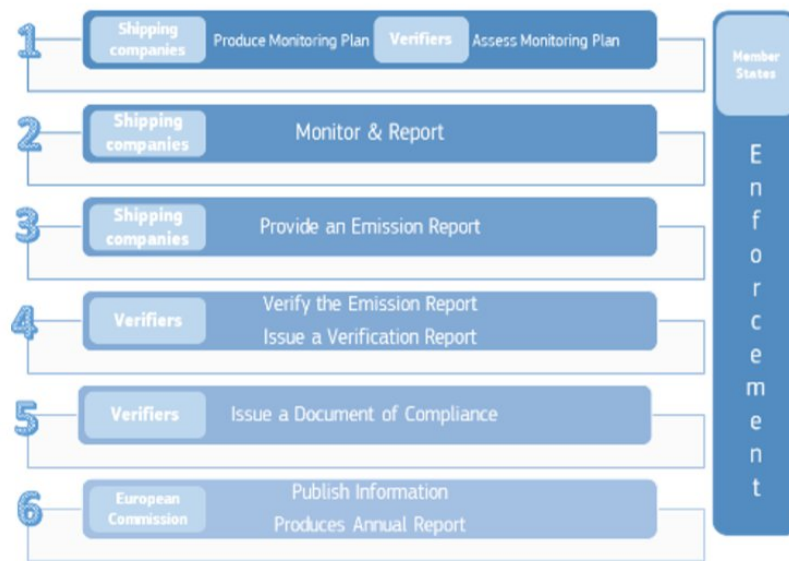 1
Shipping companies
Produce Monitoring Plan
Verifiers
Assess Monitoring Plan
2
Shipping companies
Monitor & Report
3
Shipping companies
Provide an Emission Report
4
Verifiers
Verify the Emission Report
Issue a Verification Report
5
Verifiers
Issue a Document of Compliance
6
European Commission
Publish Information
Produces Annual Report
Member States
Enforcement